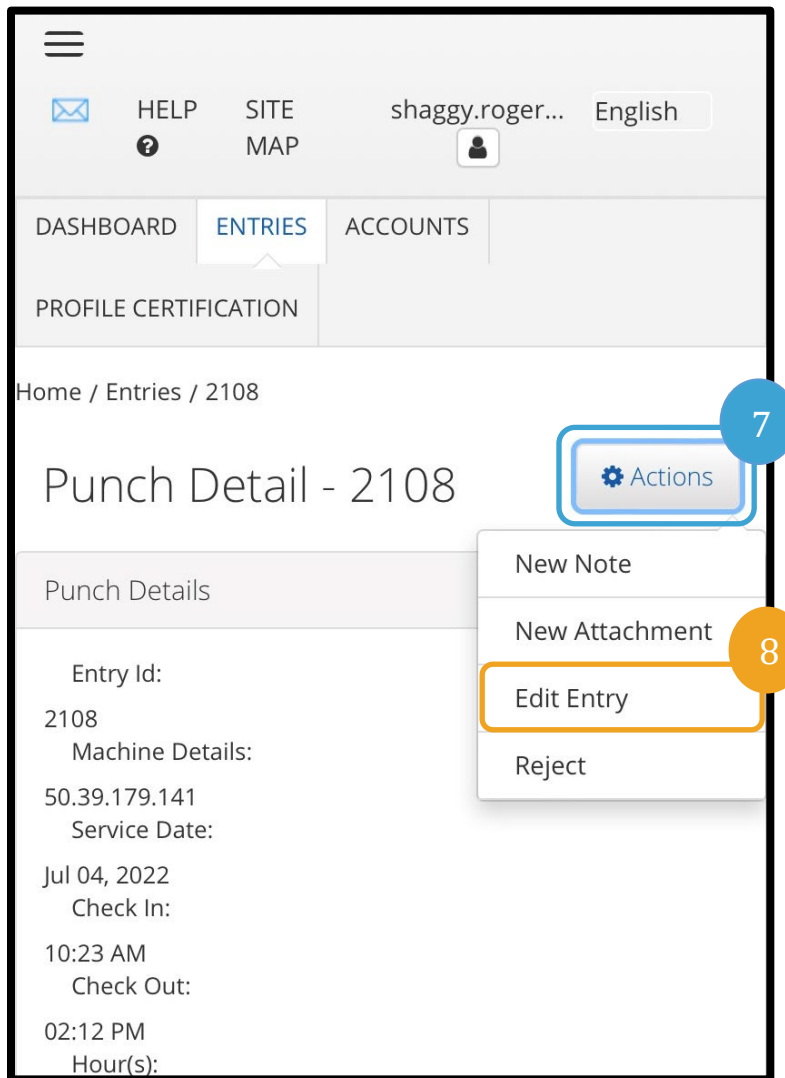 HELP SITE shaggy.roger... English
? MAP
DASHBOARD ENTRIES ACCOUNTS
PROFILE CERTIFICATION
Home / Entries / 2108
7
Punch Detail - 2108
Actions
New Note
Punch Details
New Attachment
8
Entry Id:
Edit Entry
2108
Machine Details:
Reject
50.39.179.141
Service Date:
Jul 04, 2022
Check In:
10:23 AM
Check Out:
02:12 PM
Hour(s):